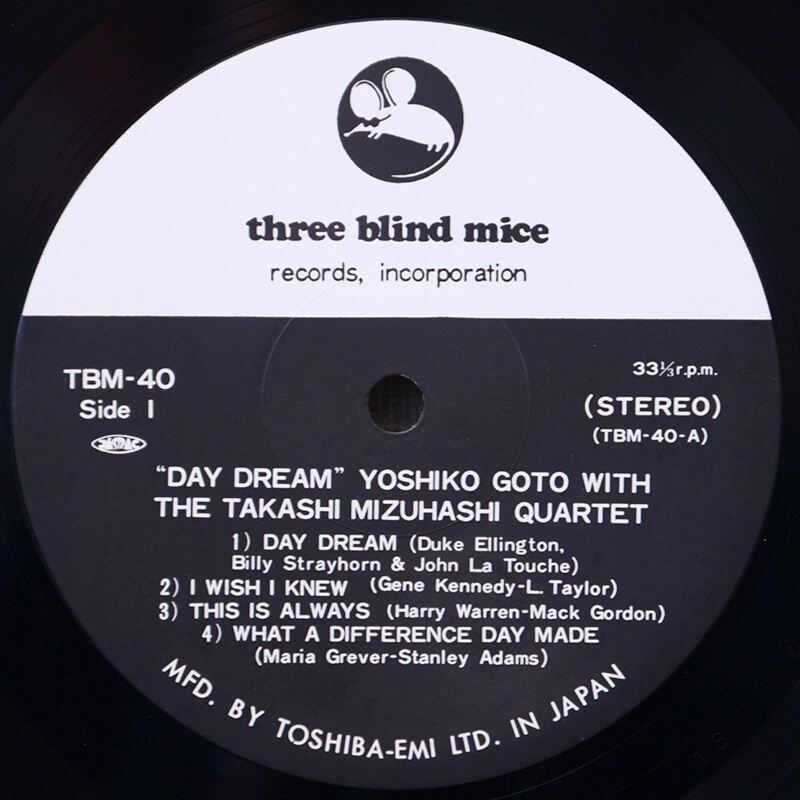 three blind mice
records, incorporation
TBM-40
Side 1
33⅓ r.p.m.
(STEREO)
(TBM-40-A)
"DAY DREAM" YOSHIKO GOTO WITH
THE TAKASHI MIZUHASHI QUARTET
1) DAY DREAM (Duke Ellington,
Billy Strayhorn & John La Touche)
2) I WISH I KNEW (Gene Kennedy-L. Taylor)
3) THIS IS ALWAYS (Harry Warren-Mack Gordon)
4) WHAT A DIFFERENCE DAY MADE
(Maria Grever-Stanley Adams)
MFD. BY TOSHIBA-EMI LTD. IN JAPAN